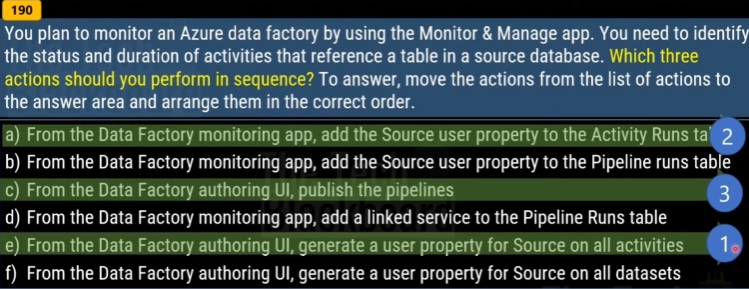 190
You plan to monitor an Azure data factory by using the Monitor & Manage app. You need to identify
the status and duration of activities that reference a table in a source database. Which three
actions should you perform in sequence? To answer, move the actions from the list of actions to
the answer area and arrange them in the correct order.
a) From the Data Factory monitoring app, add the Source user property to the Activity Runs ta 2
b) From the Data Factory monitoring app, add the Source user property to the Pipeline runs table
c) From the Data Factory authoring UI, publish the pipelines 3
d) From the Data Factory monitoring app, add a linked service to the Pipeline Runs table
e) From the Data Factory authoring UI, generate a user property for Source on all activities 1
f) From the Data Factory authoring UI, generate a user property for Source on all datasets